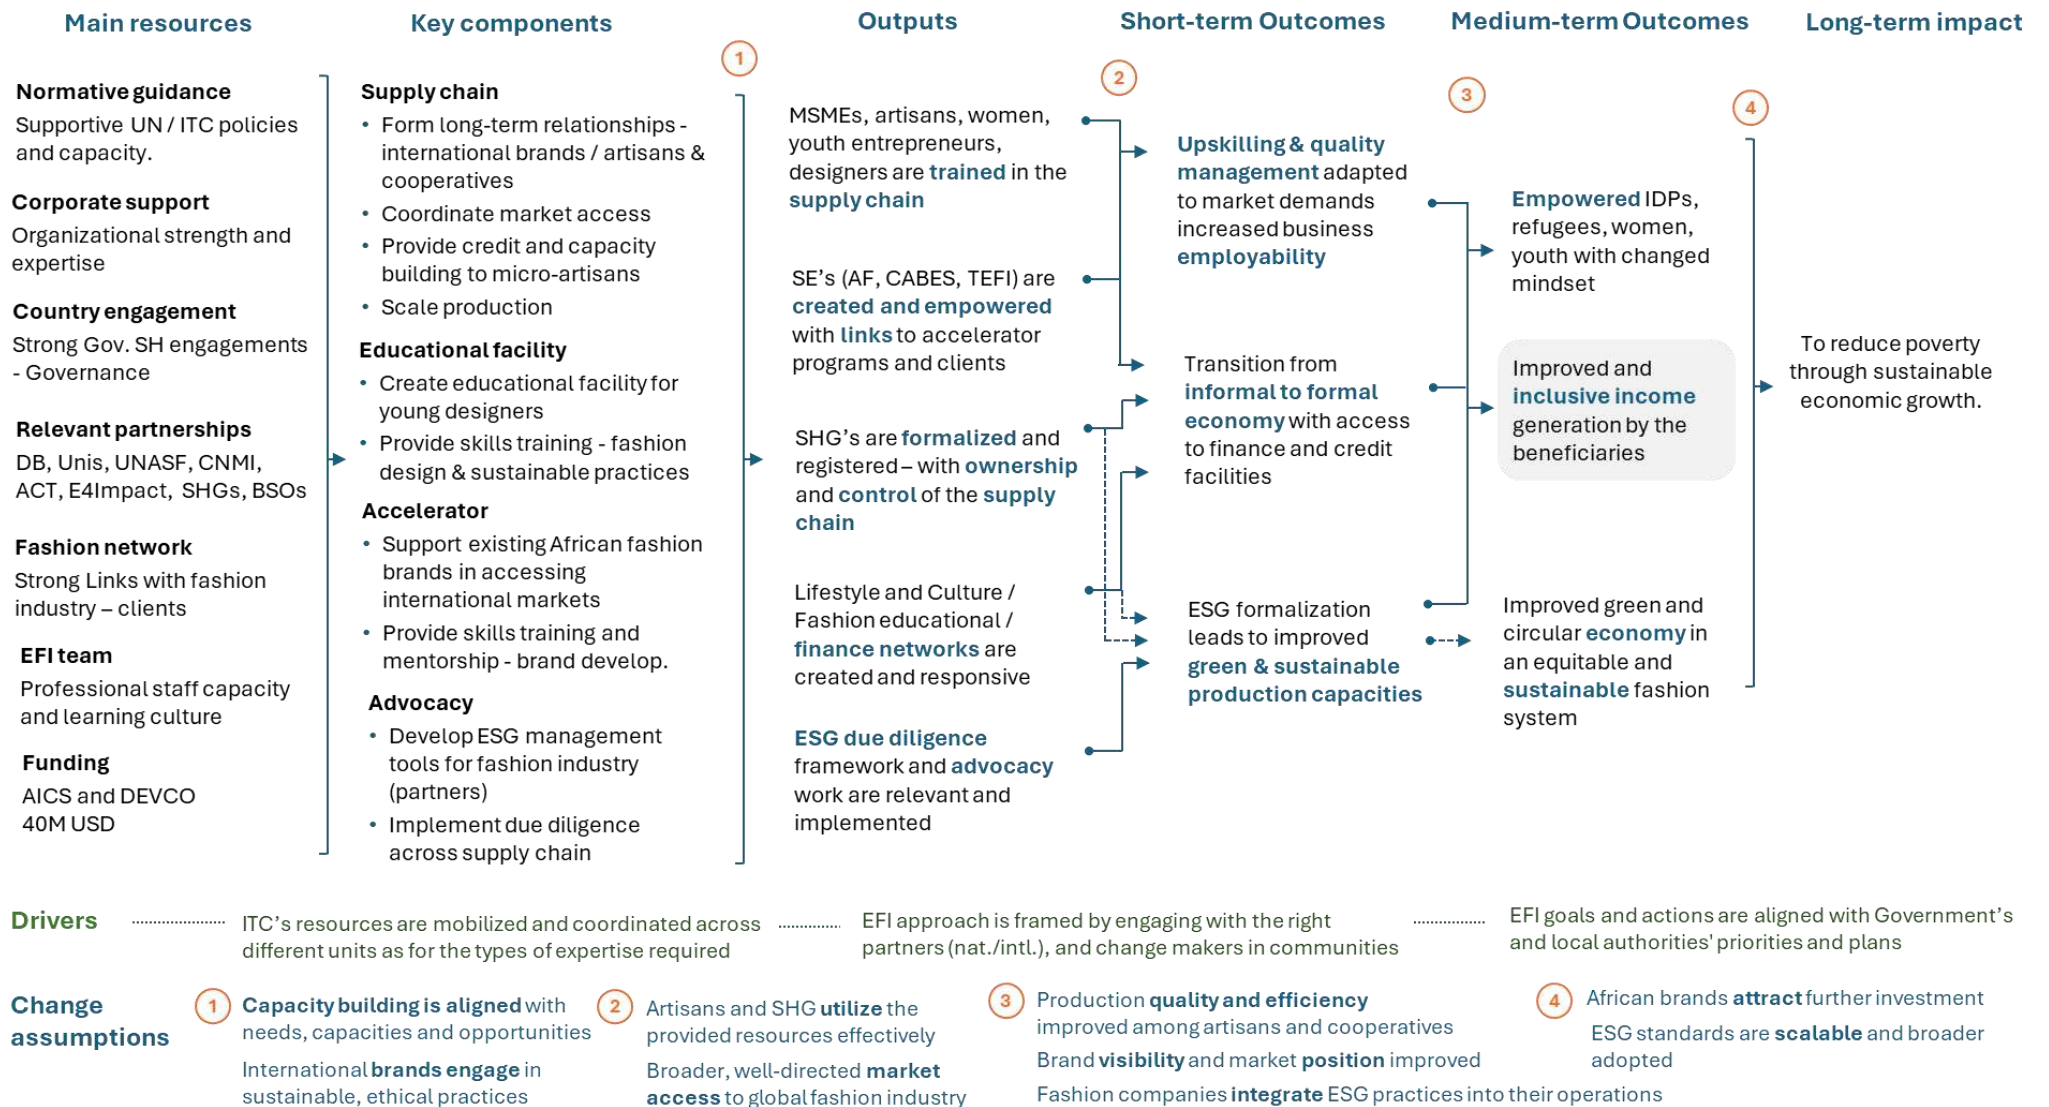 Main resources
Key components
Outputs
Short-term Outcomes
Medium-term Outcomes
Long-term impact
Normative guidance
Supportive UN / ITC policies
and capacity.
Corporate support
Organizational strength and
expertise
Country engagement
Strong Gov. SH engagements
- Governance
Relevant partnerships
DB, Unis, UNASF, CNMI,
ACT, E4Impact, SHGs, BSOs
Fashion network
Strong Links with fashion
industry – clients
EFI team
Professional staff capacity
and learning culture
Funding
AICS and DEVCO
40M USD
Supply chain
• Form long-term relationships -
international brands / artisans &
cooperatives
• Coordinate market access
• Provide credit and capacity
building to micro-artisans
• Scale production
Educational facility
• Create educational facility for
young designers
• Provide skills training - fashion
design & sustainable practices
Accelerator
• Support existing African fashion
brands in accessing
international markets
• Provide skills training and
mentorship - brand develop.
Advocacy
• Develop ESG management
tools for fashion industry
(partners)
• Implement due diligence
across supply chain
1
MSMEs, artisans, women,
youth entrepreneurs,
designers are trained in the
supply chain
SE's (AF, CABES, TEFI) are
created and empowered
with links to accelerator
programs and clients
SHG's are formalized and
registered – with ownership
and control of the supply
chain
Lifestyle and Culture /
Fashion educational /
finance networks are
created and responsive
ESG due diligence
framework and advocacy
work are relevant and
implemented
2
Upskilling & quality
management adapted
to market demands
increased business
employability
Transition from
informal to formal
economy with access
to finance and credit
facilities
ESG formalization
leads to improved
green & sustainable
production capacities
3
Empowered IDPs,
refugees, women,
youth with changed
mindset
Improved and
inclusive income
generation by the
beneficiaries
Improved green and
circular economy in
an equitable and
sustainable fashion
system
4
To reduce poverty
through sustainable
economic growth.
Drivers
ITC's resources are mobilized and coordinated across
different units as for the types of expertise required
EFI approach is framed by engaging with the right
partners (nat./intl.), and change makers in communities
EFI goals and actions are aligned with Government's
and local authorities' priorities and plans
Change
assumptions
1
Capacity building is aligned with
needs, capacities and opportunities
International brands engage in
sustainable, ethical practices
2
Artisans and SHG utilize the
provided resources effectively
Broader, well-directed market
access to global fashion industry
3
Production quality and efficiency
improved among artisans and cooperatives
Brand visibility and market position improved
Fashion companies integrate ESG practices into their operations
4
African brands attract further investment
ESG standards are scalable and broader
adopted